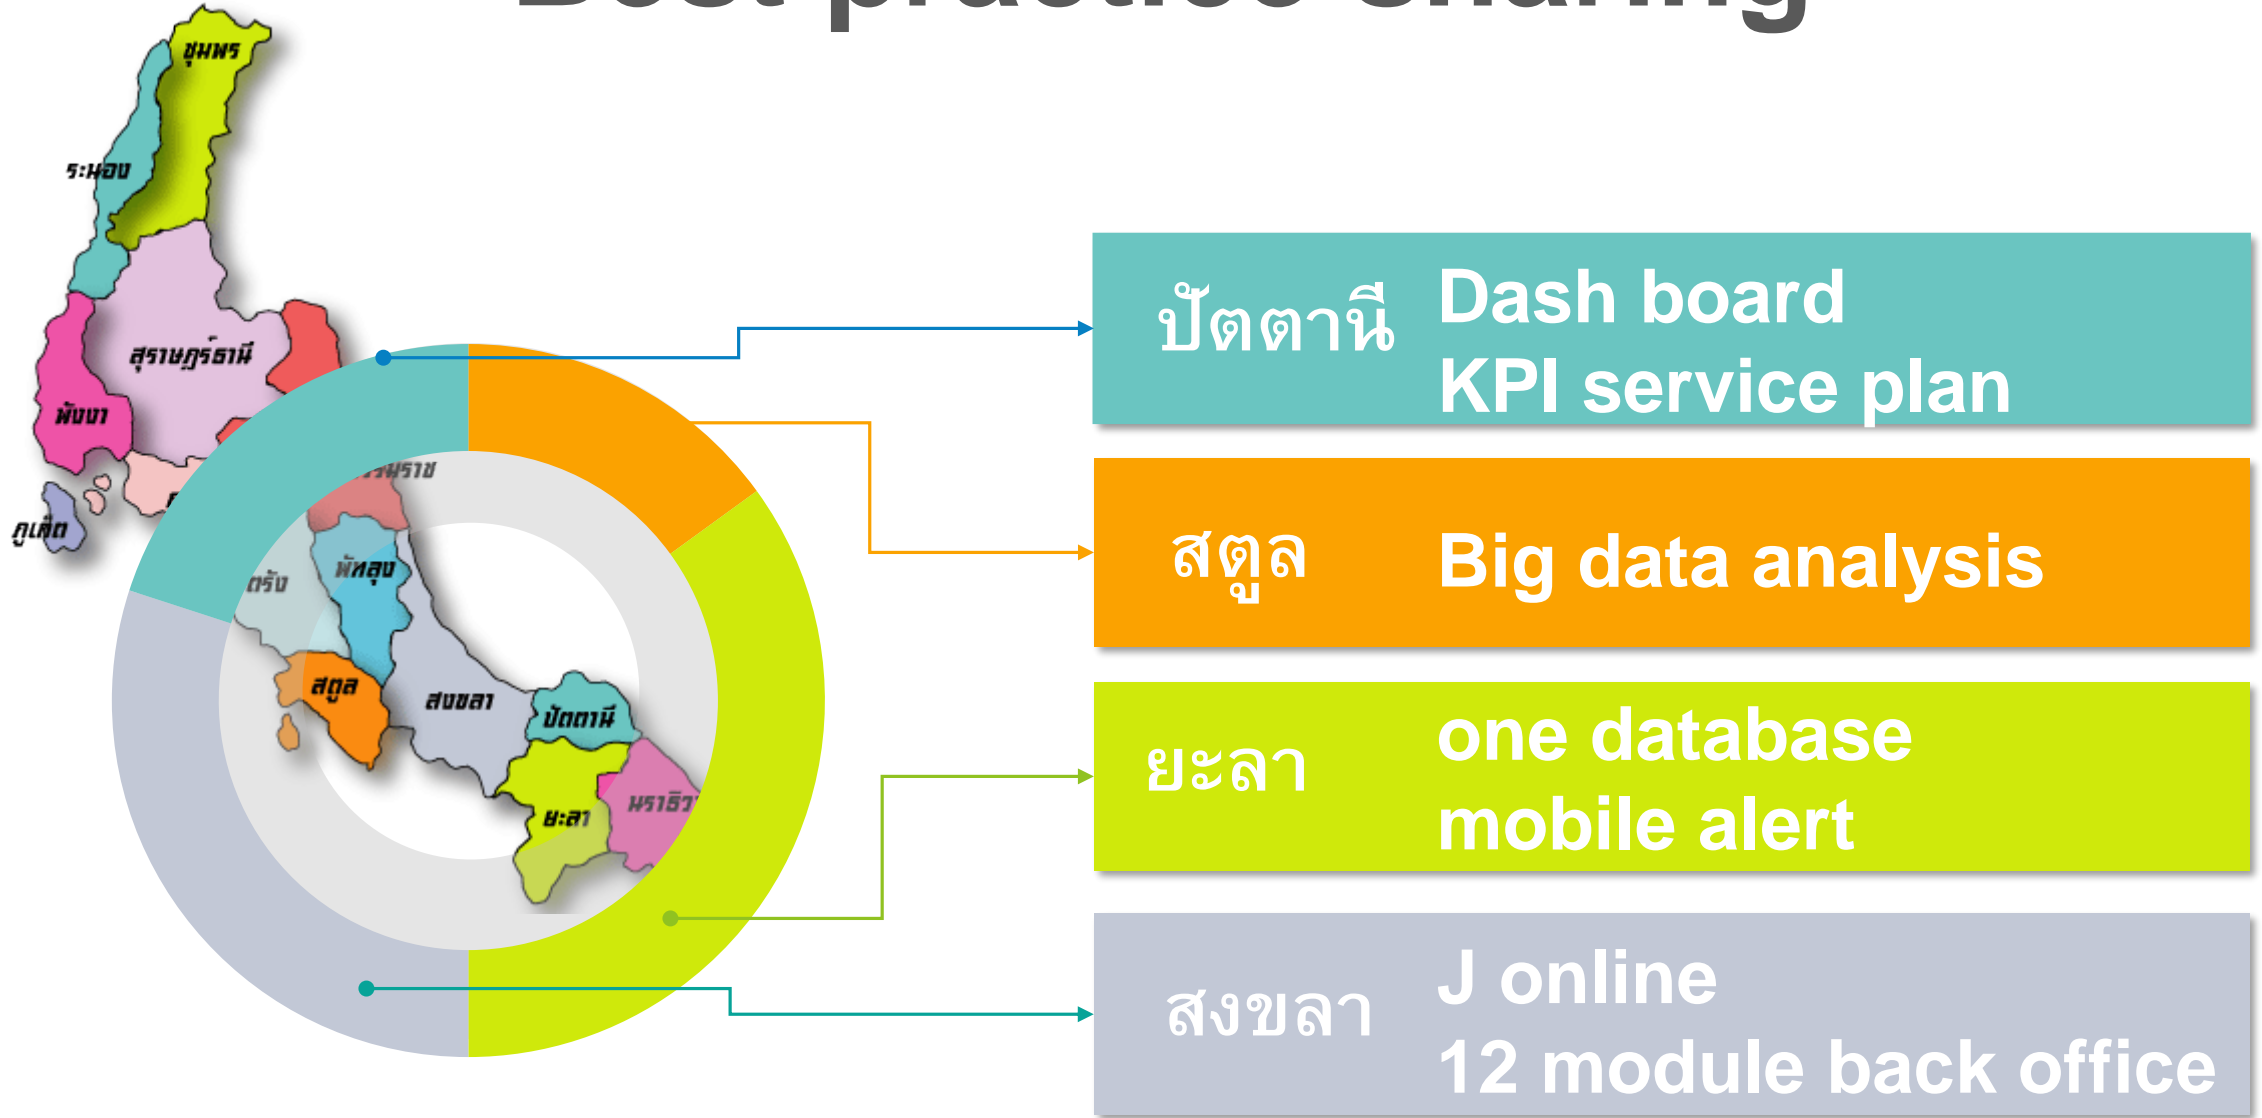 Best practice sharing
ชุมพร
ระนอง
สุราษฎร์ธานี
พังงา
ภูเก็ต
ตรัง
พัทลุง
สตูล
สงขลา
ปัตตานี
ยะลา
ปัตตานี
Dash board
KPI service plan
สตูล
Big data analysis
ยะลา
one database
mobile alert
สงขลา
J online
12 module back office